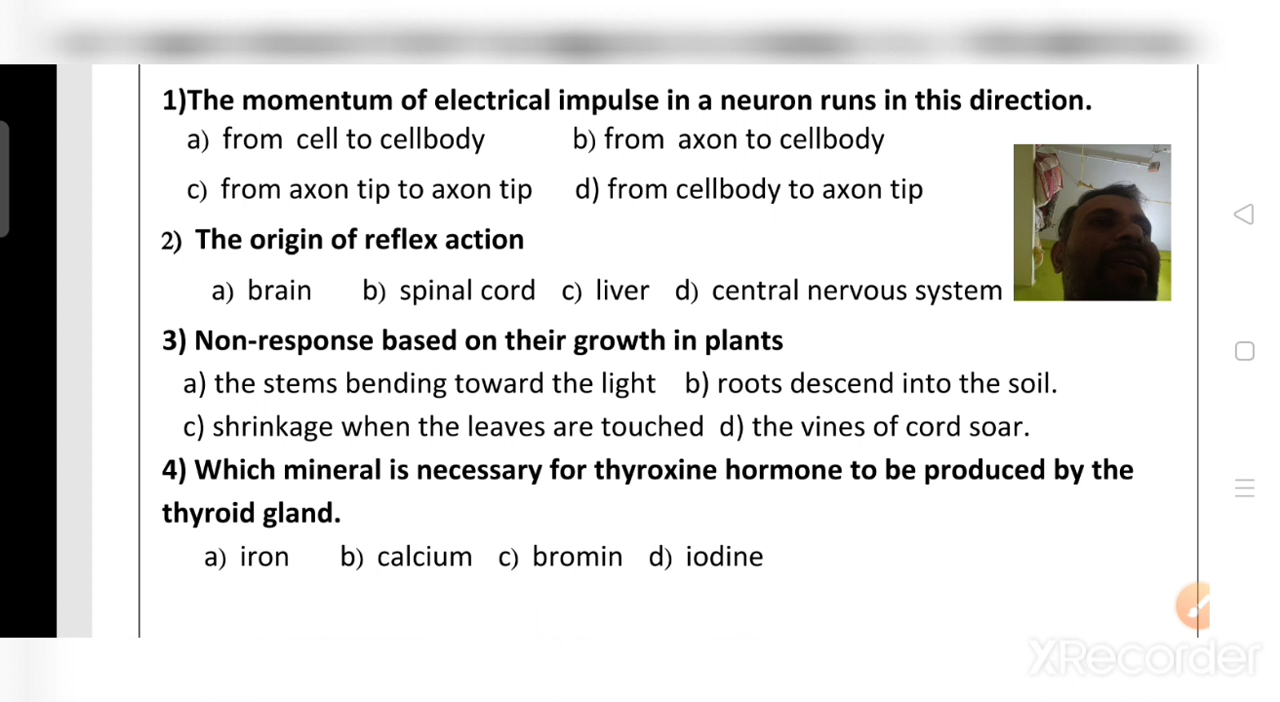 1)The momentum of electrical impulse in a neuron runs in this direction.
a) from cell to cellbody b) from axon to cellbody
c) from axon tip to axon tip d) from cellbody to axon tip
2) The origin of reflex action
a) brain b) spinal cord c) liver d) central nervous system
3) Non-response based on their growth in plants
a) the stems bending toward the light b) roots descend into the soil.
c) shrinkage when the leaves are touched d) the vines of cord soar.
4) Which mineral is necessary for thyroxine hormone to be produced by the
thyroid gland.
a) iron b) calcium c) bromin d) iodine
XRecorder